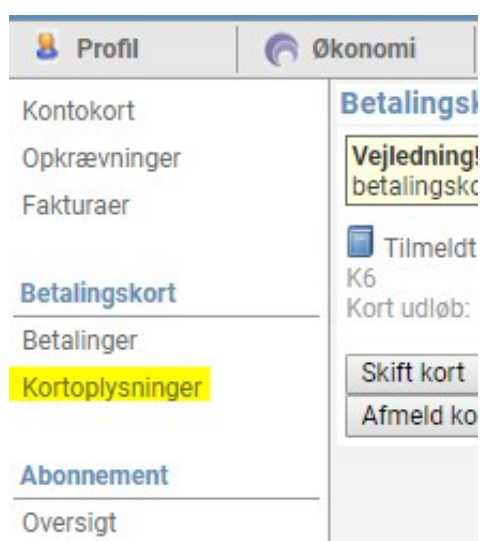 Profil
Økonomi
Kontokort
Opkrævninger
Fakturaer
Betalingskort
Betalinger
Kortoplysninger
Abonnement
Oversigt
Betalingsk
Vejledning!
betalingsko
Tilmeldt
K6
Kort udløb:
Skift kort
Afmeld ko